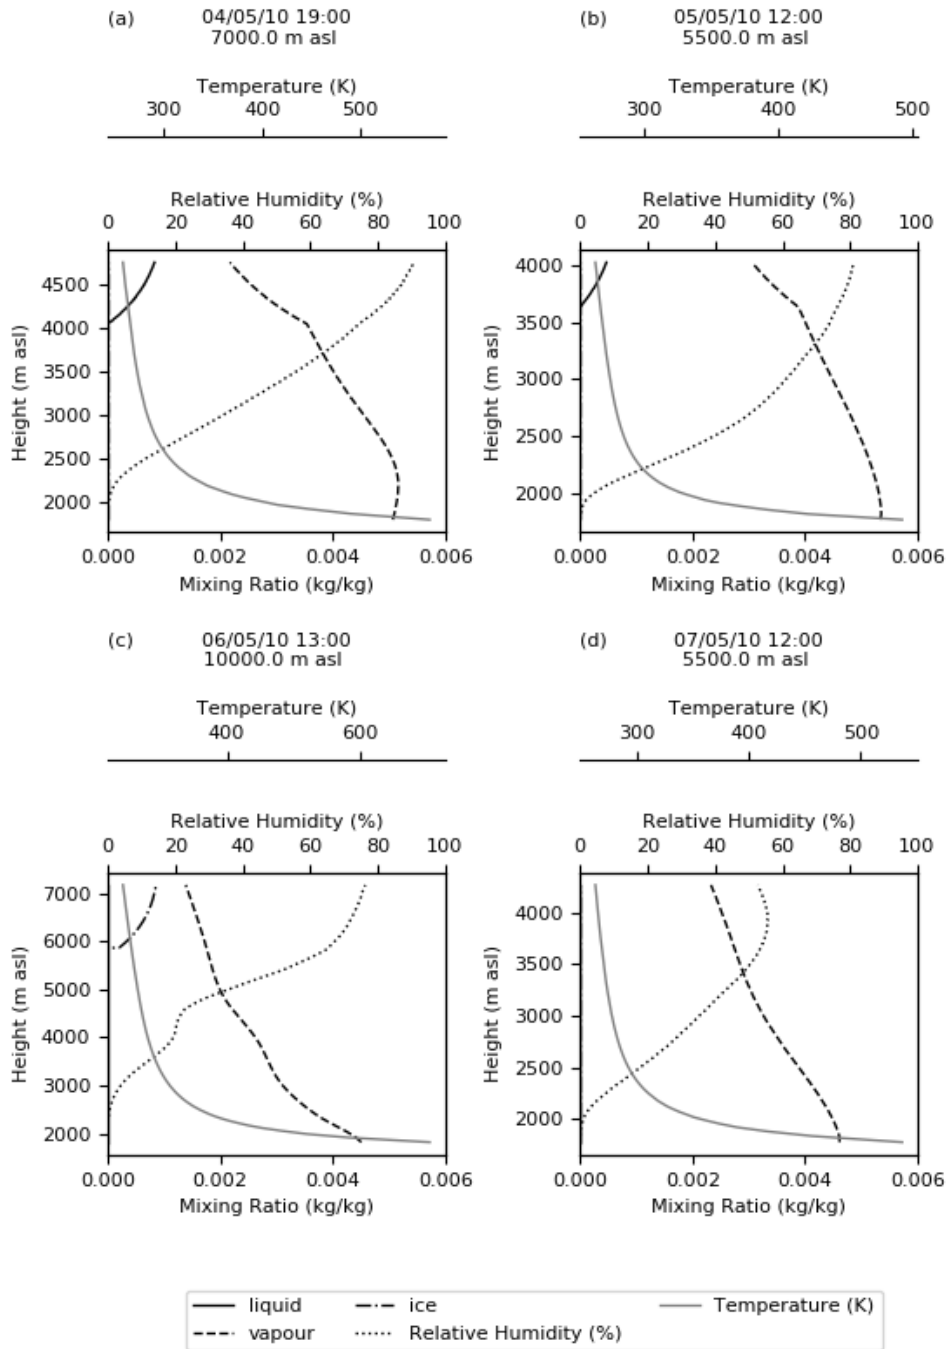 (a) 04/05/10 19:00
7000.0 m asl
Temperature (K)
300 400 500
Relative Humidity (%)
0 20 40 60 80 100
Height (m asl)
4500
4000
3500
3000
2500
2000
0.000 0.002 0.004 0.006
Mixing Ratio (kg/kg)
(b) 05/05/10 12:00
5500.0 m asl
Temperature (K)
300 400 500
Relative Humidity (%)
0 20 40 60 80 100
Height (m asl)
4000
3500
3000
2500
2000
0.000 0.002 0.004 0.006
Mixing Ratio (kg/kg)
(c) 06/05/10 13:00
10000.0 m asl
Temperature (K)
400 600
Relative Humidity (%)
0 20 40 60 80 100
Height (m asl)
7000
6000
5000
4000
3000
2000
0.000 0.002 0.004 0.006
Mixing Ratio (kg/kg)
(d) 07/05/10 12:00
5500.0 m asl
Temperature (K)
300 400 500
Relative Humidity (%)
0 20 40 60 80 100
Height (m asl)
4000
3500
3000
2500
2000
0.000 0.002 0.004 0.006
Mixing Ratio (kg/kg)
liquid ice Temperature (K)
vapour Relative Humidity (%)